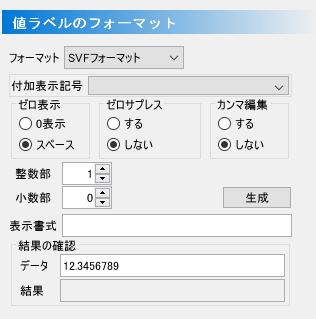 値ラベルのフォーマット
フォーマット SVFフォーマット
付加表示記号
ゼロ表示 ゼロサプレス カンマ編集
0表示 する する
スペース しない しない
整数部 1
小数部 0 生成
表示書式
結果の確認
データ 12.3456789
結果